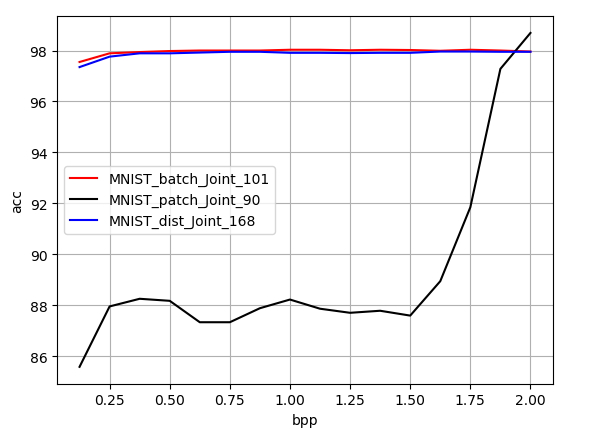 98
96
94
92
90
88
86
acc
MNIST_batch_Joint_101
MNIST_patch_Joint_90
MNIST_dist_Joint_168
0.25 0.50 0.75 1.00 1.25 1.50 1.75 2.00
bpp